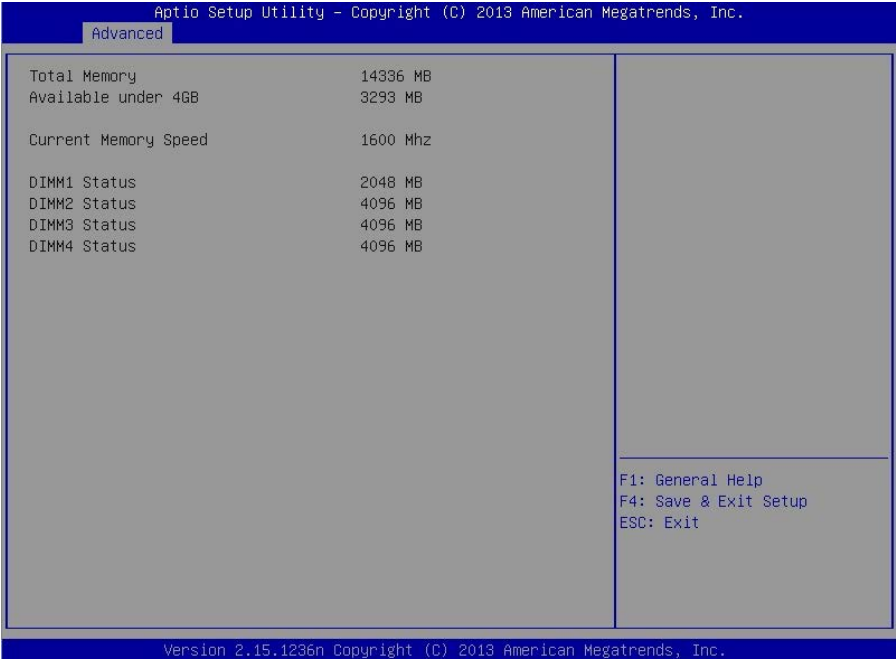 Aptio Setup Utility – Copyright (C) 2013 American Megatrends, Inc.
Advanced
Total Memory 14336 MB
Available under 4GB 3293 MB
Current Memory Speed 1600 Mhz
DIMM1 Status 2048 MB
DIMM2 Status 4096 MB
DIMM3 Status 4096 MB
DIMM4 Status 4096 MB
F1: General Help
F4: Save & Exit Setup
ESC: Exit
Version 2.15.1236n Copyright (C) 2013 American Megatrends, Inc.